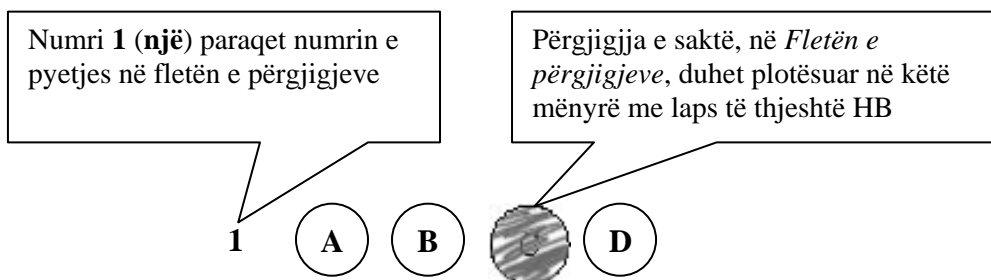 Numri 1 (një) paraqet numrin e
pyetjes në fletën e përgjigjeve
Përgjigjja e saktë, në Fletën e
përgjigjeve, duhet plotësuar në këtë
mënyrë me laps të thjeshtë HB
1 A B D